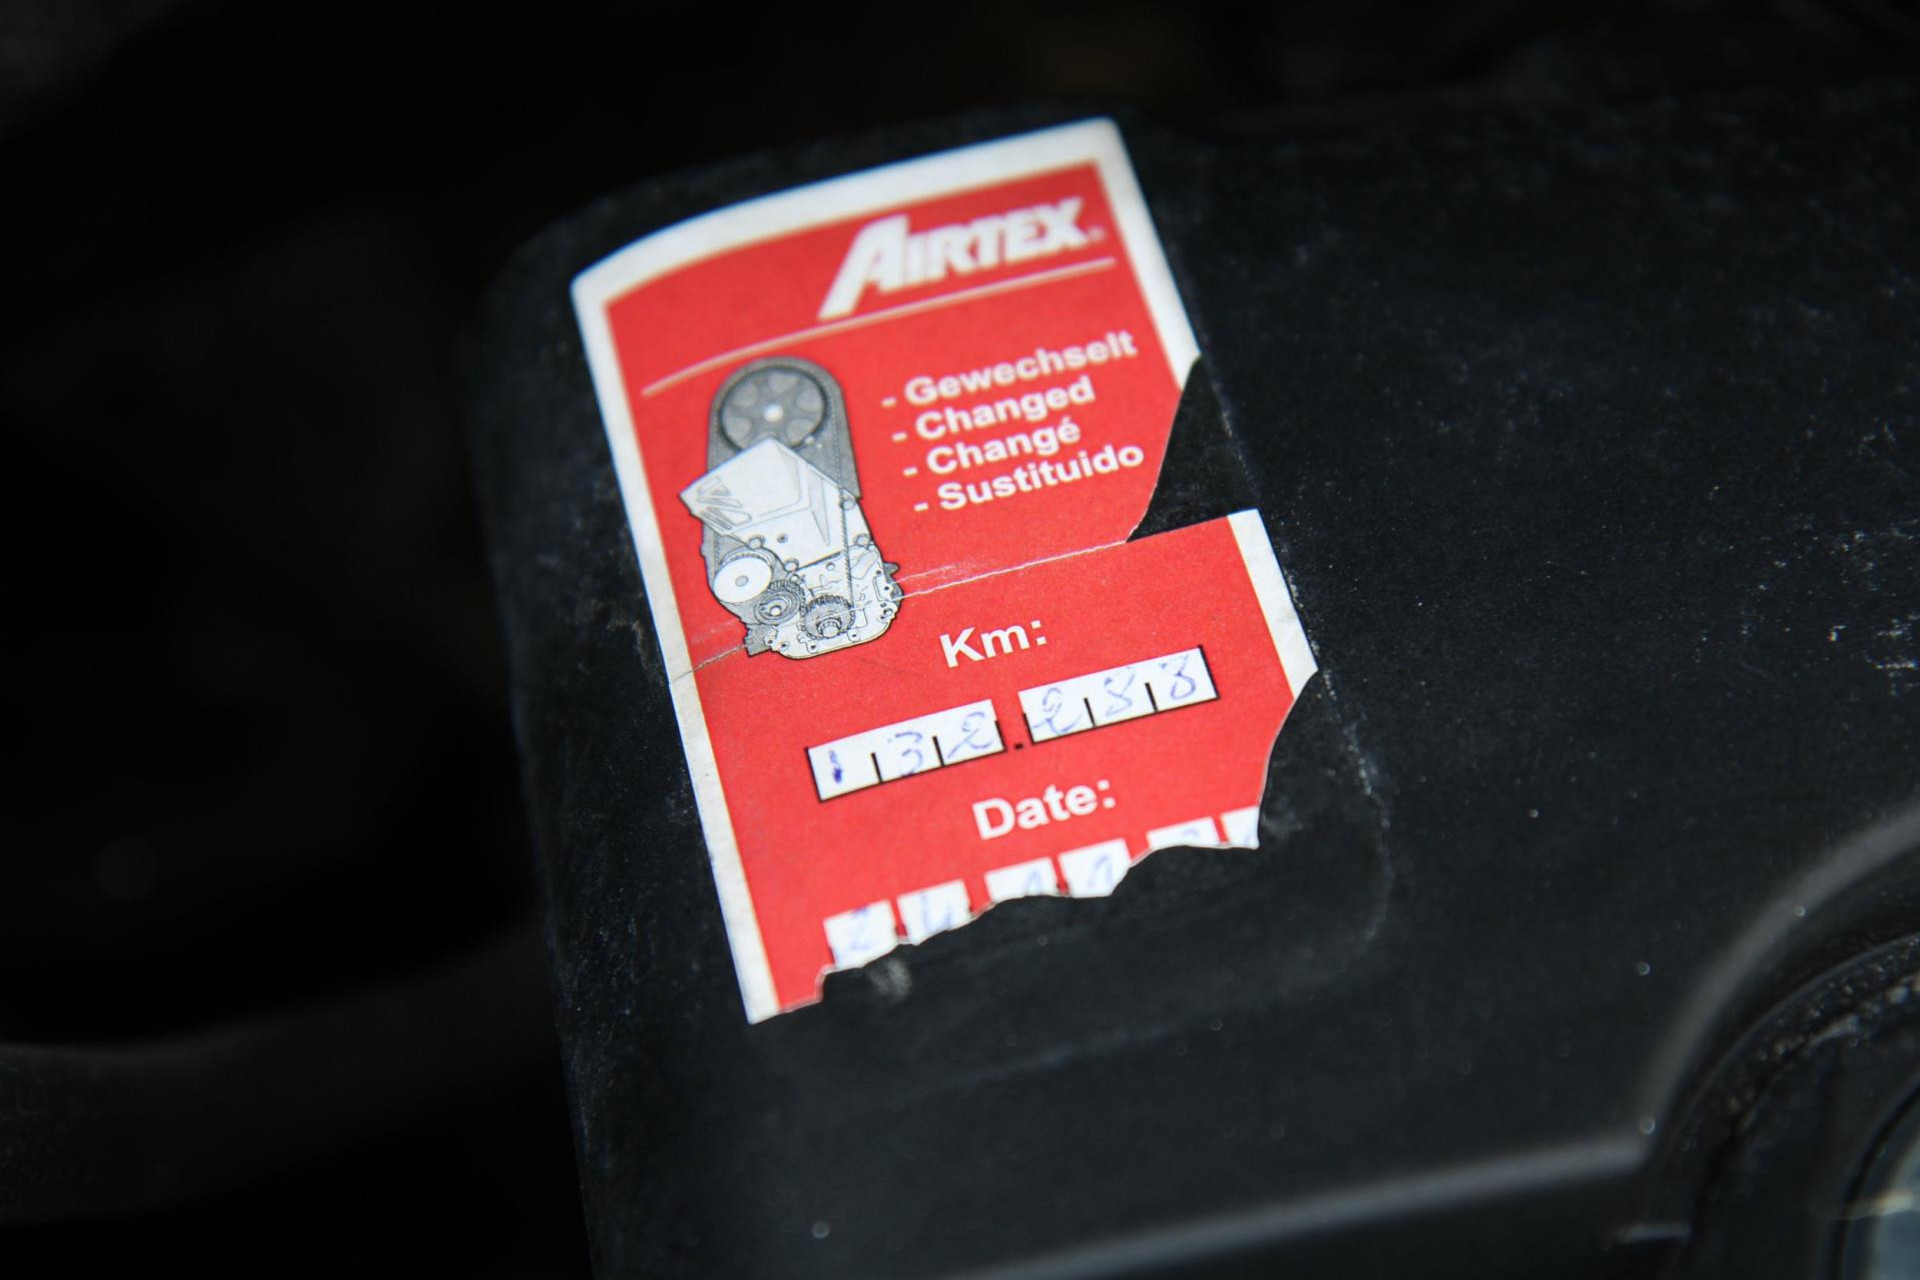 AIRTEX®
- Gewechselt
- Changed
- Changé
- Sustituido
Km:
132.288
Date: